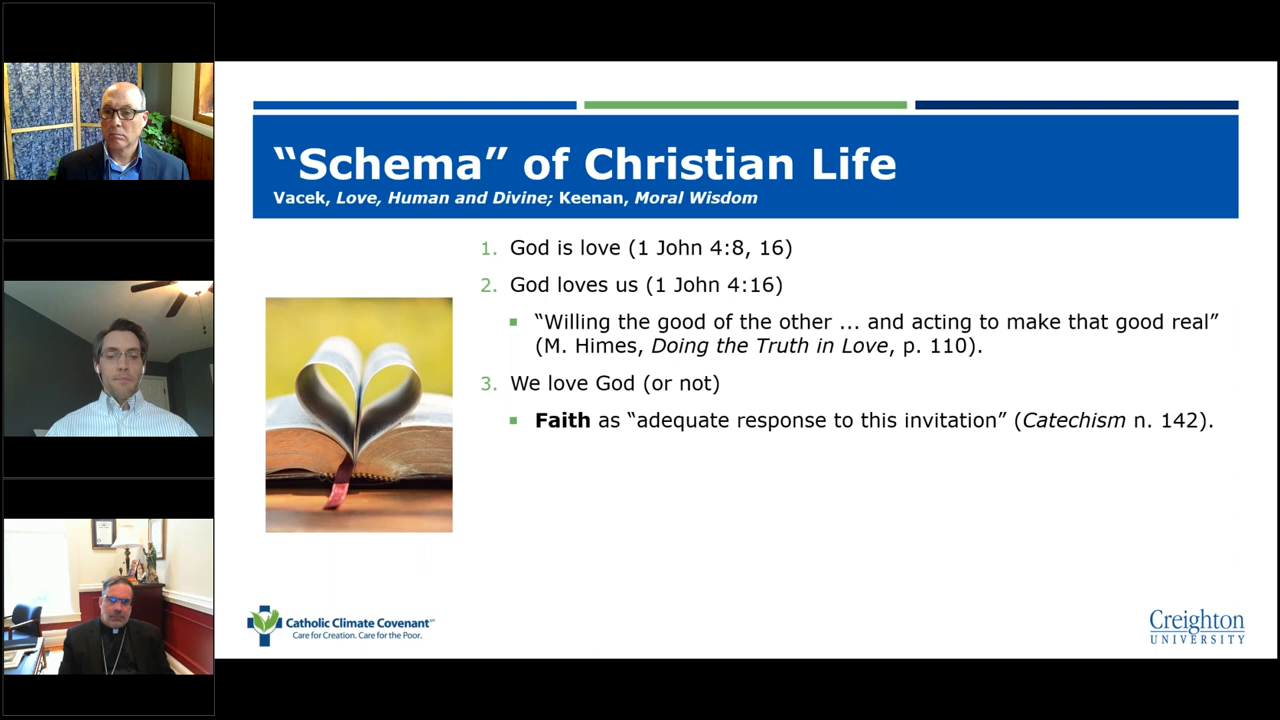 “Schema” of Christian Life
Vacek, Love, Human and Divine; Keenan, Moral Wisdom
1. God is love (1 John 4:8, 16)
2. God loves us (1 John 4:16)
“Willing the good of the other ... and acting to make that good real”
(M. Himes, Doing the Truth in Love, p. 110).
3. We love God (or not)
Faith as “adequate response to this invitation” (Catechism n. 142).
Catholic Climate Covenant
Care for Creation. Care for the Poor.
Creighton
UNIVERSITY